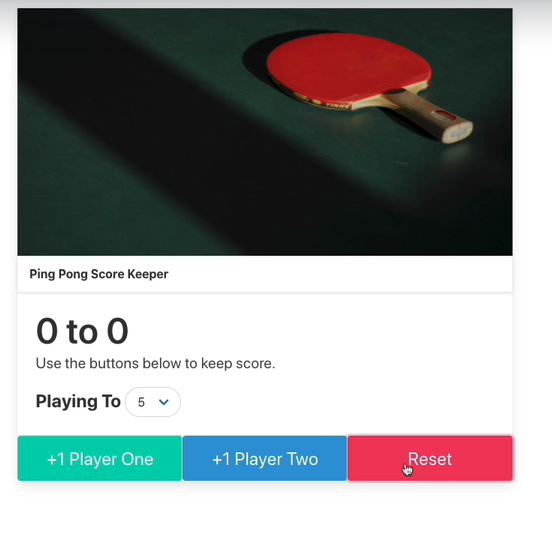 Ping Pong Score Keeper
0 to 0
Use the buttons below to keep score.
Playing To 5
+1 Player One +1 Player Two Reset